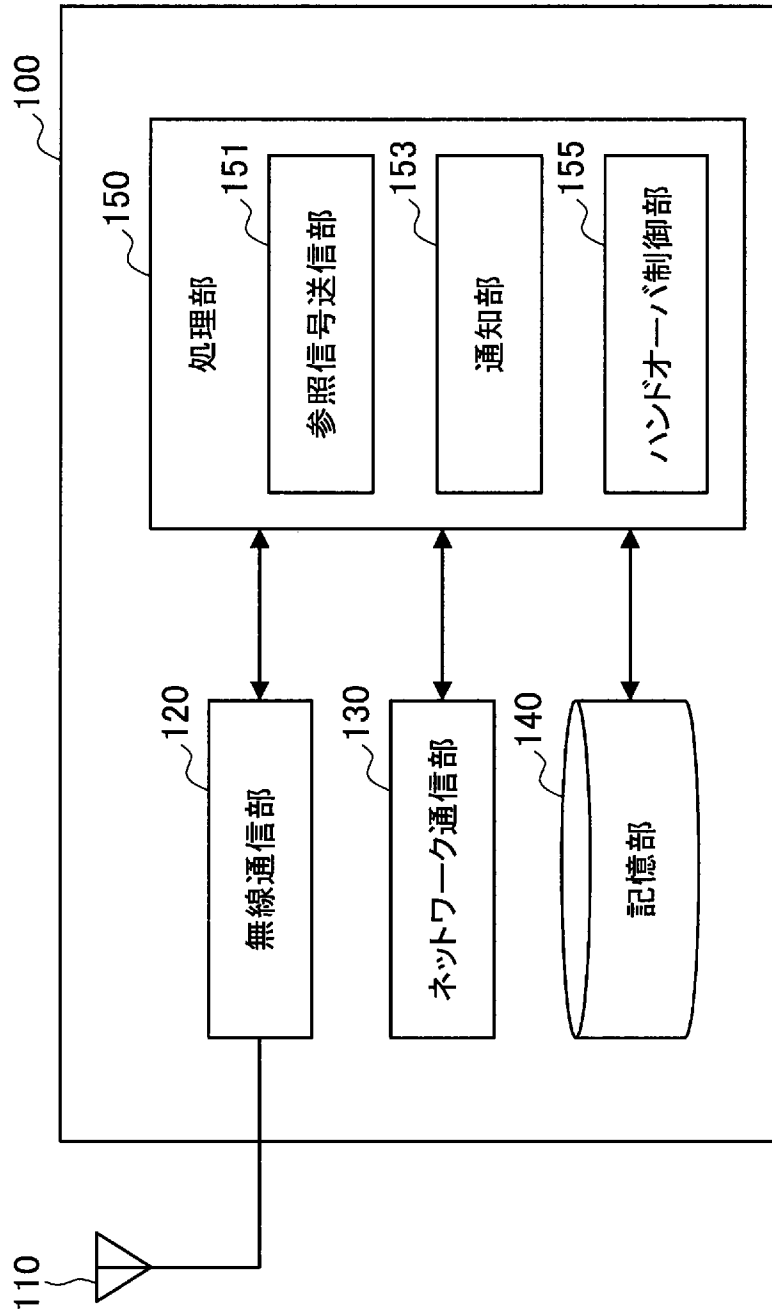 100
110
120
無線通信部
130
ネットワーク通信部
140
記憶部
150
処理部
151
参照信号送信部
153
通知部
155
ハンドオーバ制御部